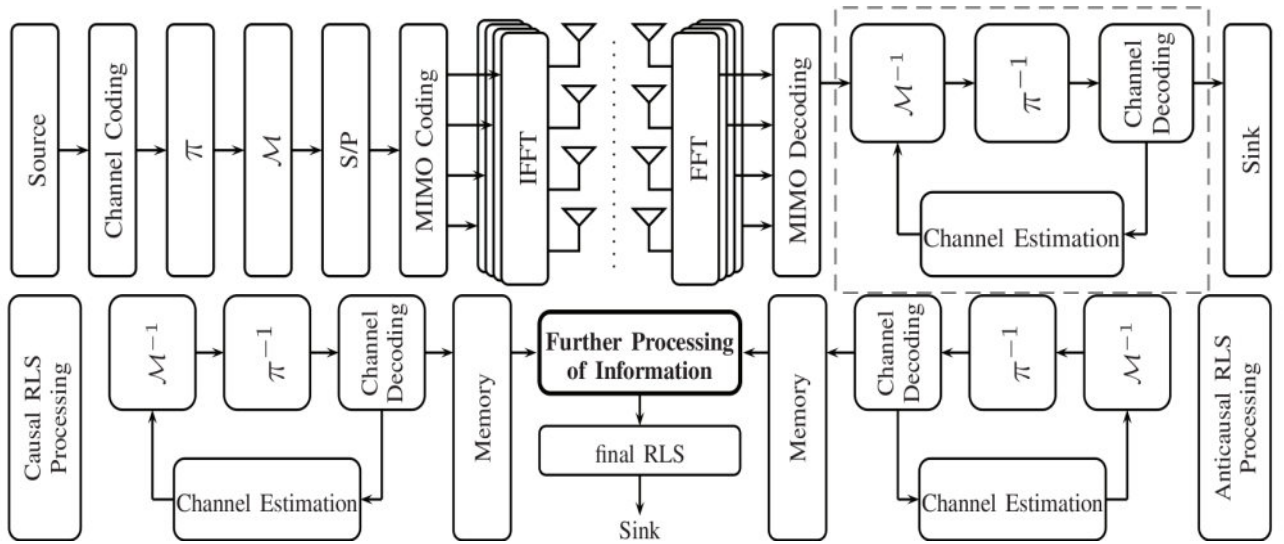 Source
Channel Coding
π
M
S/P
MIMO Coding
IFFT
FFT
MIMO Decoding
M⁻¹
π⁻¹
Channel
Decoding
Channel Estimation
Sink
Causal RLS
Processing
M⁻¹
π⁻¹
Channel
Decoding
Channel Estimation
Memory
Further Processing
of Information
final RLS
Sink
Memory
Channel
Decoding
π⁻¹
M⁻¹
Channel Estimation
Anticausal RLS
Processing